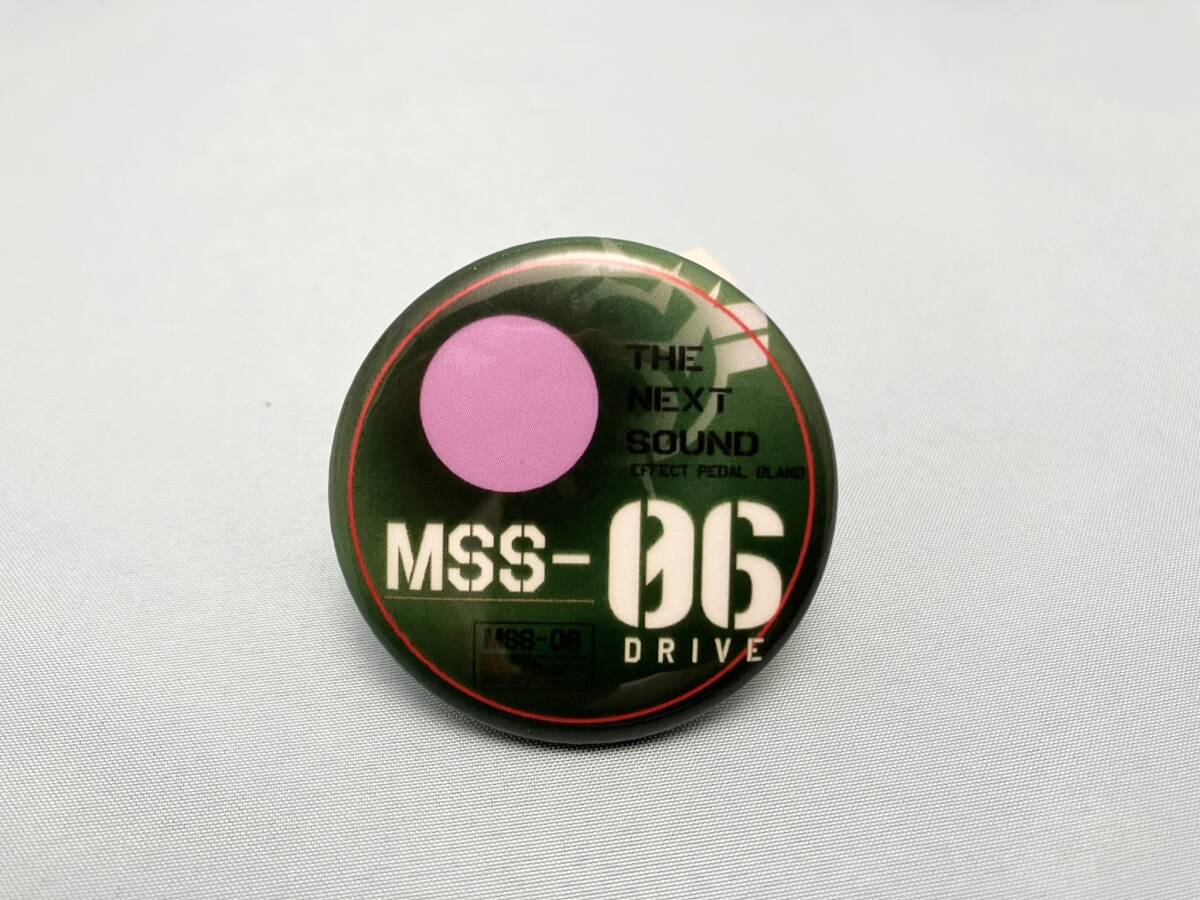 THE
NEXT
SOUND
EFFECT PEDAL BLAND
MSS-06
DRIVE
MSS-06